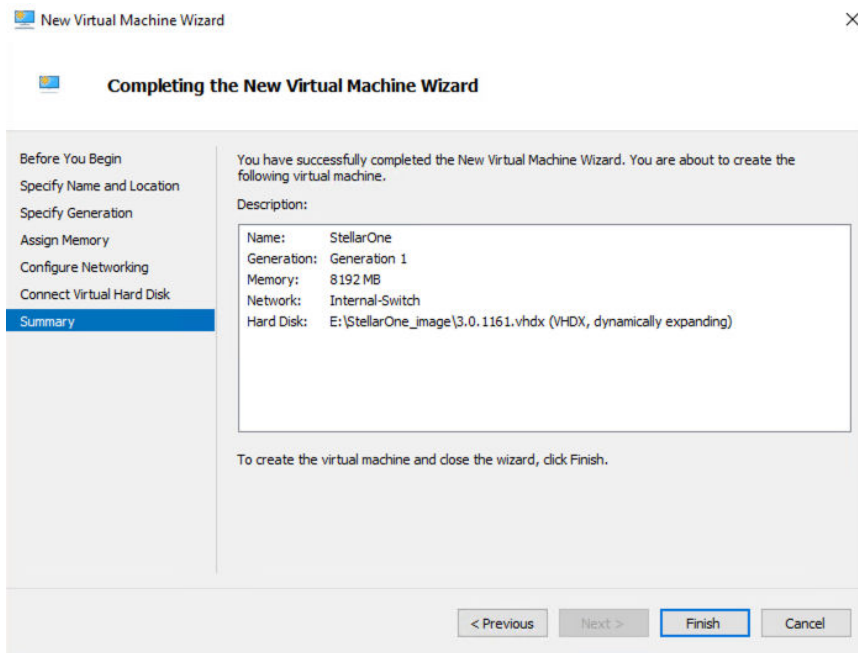 New Virtual Machine Wizard
Completing the New Virtual Machine Wizard
Before You Begin
Specify Name and Location
Specify Generation
Assign Memory
Configure Networking
Connect Virtual Hard Disk
Summary
You have successfully completed the New Virtual Machine Wizard. You are about to create the
following virtual machine.
Description:
Name: StellarOne
Generation: Generation 1
Memory: 8192 MB
Network: Internal-Switch
Hard Disk: E:\StellarOne_image\3.0.1161.vhdx (VHDX, dynamically expanding)
To create the virtual machine and close the wizard, click Finish.
< Previous Next > Finish Cancel